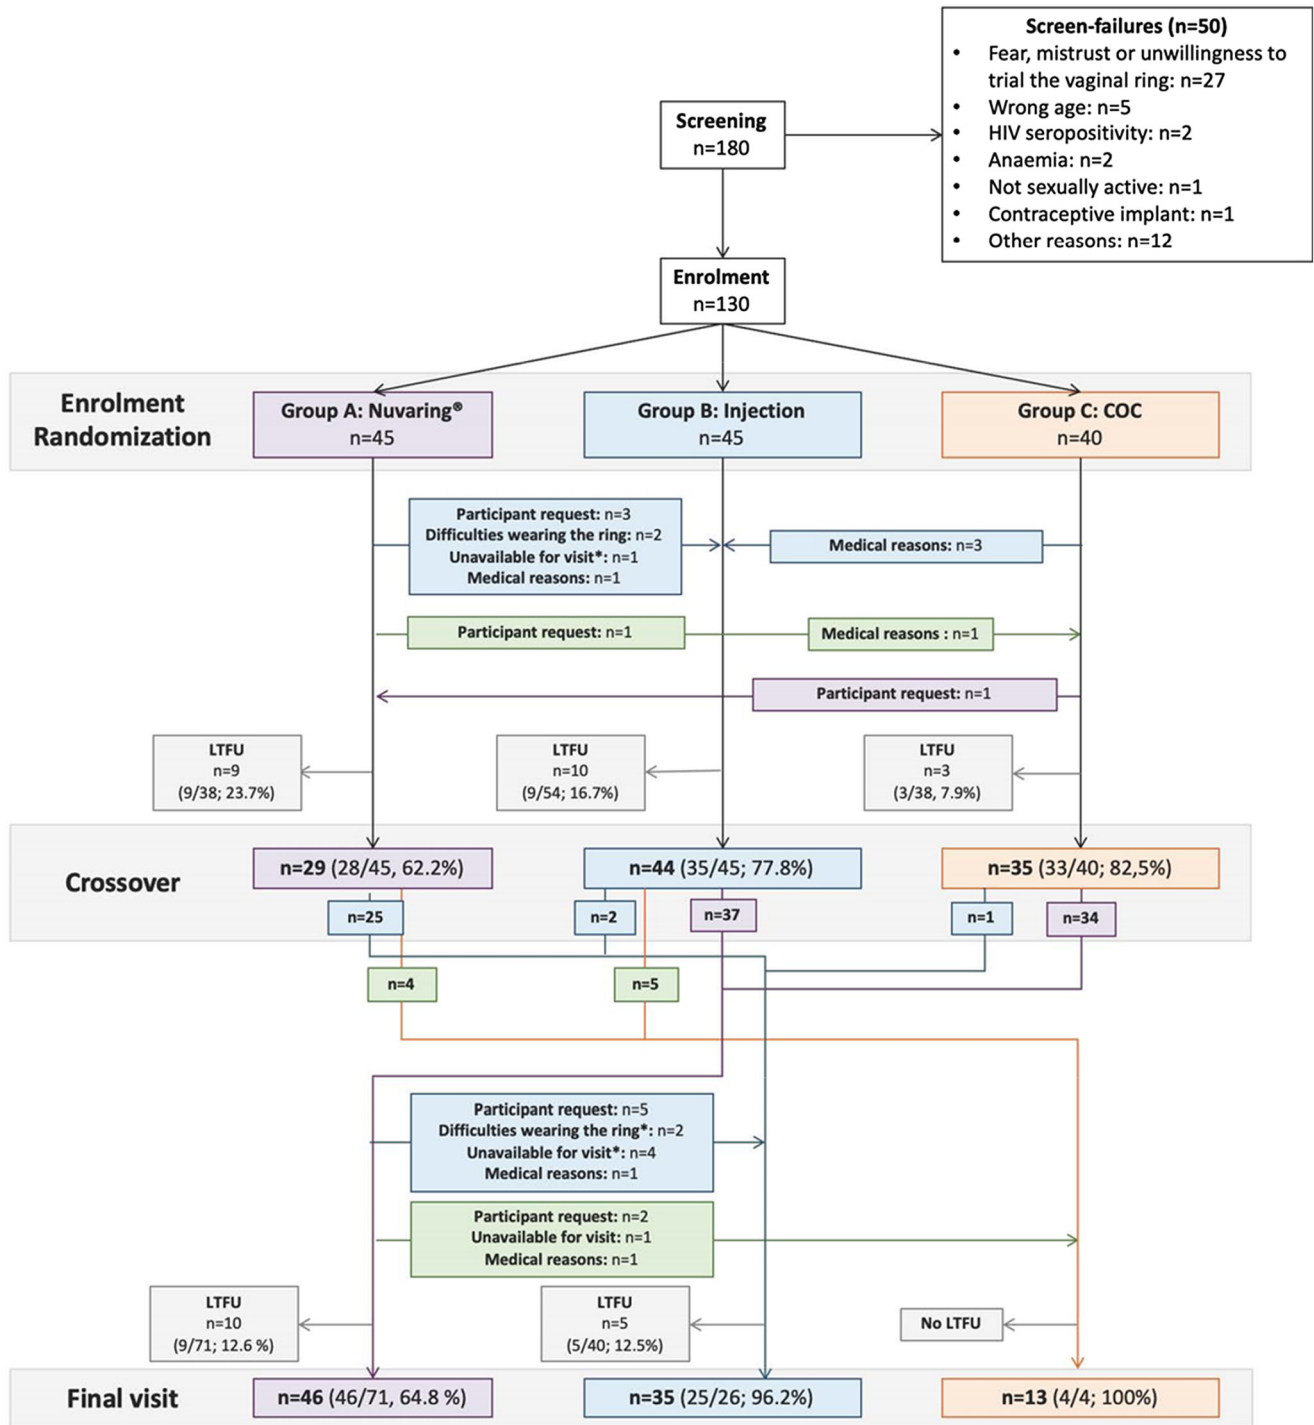 Screen-failures (n=50)
• Fear, mistrust or unwillingness to
trial the vaginal ring: n=27
• Wrong age: n=5
• HIV seropositivity: n=2
• Anaemia: n=2
• Not sexually active: n=1
• Contraceptive implant: n=1
• Other reasons: n=12
Screening
n=180
Enrolment
n=130
Enrolment
Randomization
Group A: Nuvaring®
n=45
Group B: Injection
n=45
Group C: COC
n=40
Participant request: n=3
Difficulties wearing the ring: n=2
Unavailable for visit*: n=1
Medical reasons: n=1
Medical reasons: n=3
Participant request: n=1
Medical reasons : n=1
Participant request: n=1
LTFU
n=9
(9/38; 23.7%)
LTFU
n=10
(9/54; 16.7%)
LTFU
n=3
(3/38, 7.9%)
Crossover
n=29 (28/45, 62.2%)
n=44 (35/45; 77.8%)
n=35 (33/40; 82,5%)
n=25
n=2
n=37
n=1
n=34
n=4
n=5
Participant request: n=5
Difficulties wearing the ring*: n=2
Unavailable for visit*: n=4
Medical reasons: n=1
Participant request: n=2
Unavailable for visit: n=1
Medical reasons: n=1
LTFU
n=10
(9/71; 12.6 %)
LTFU
n=5
(5/40; 12.5%)
No LTFU
Final visit
n=46 (46/71, 64.8 %)
n=35 (25/26; 96.2%)
n=13 (4/4; 100%)